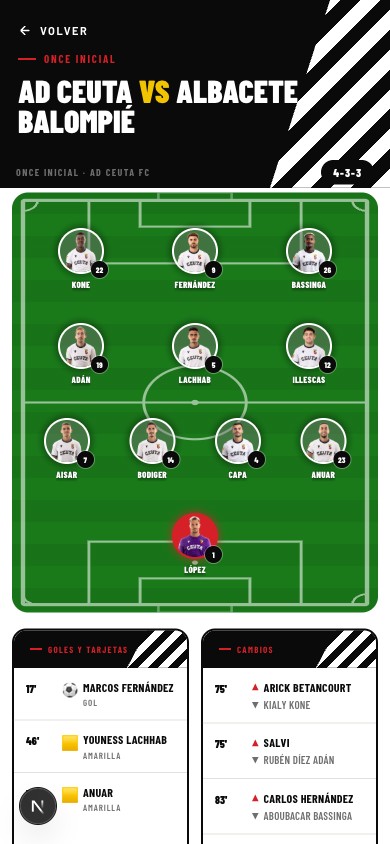 ← VOLVER
ONCE INICIAL
AD CEUTA VS ALBACETE
BALOMPIÉ
ONCE INICIAL · AD CEUTA FC
4-3-3
22
9
26
KONE
FERNÁNDEZ
BASSINGA
19
5
12
ADÁN
LACHHAB
ILLESCAS
7
14
4
23
AISAR
BODIGER
CAPA
ANUAR
1
LÓPEZ
GOLES Y TARJETAS
17' MARCOS FERNÁNDEZ
GOL
46' YOUNESS LACHHAB
AMARILLA
ANUAR
AMARILLA
N
CAMBIOS
75' ▲ ARICK BETANCOURT
▼ KIALY KONE
75' ▲ SALVI
▼ RUBÉN DÍEZ ADÁN
83' ▲ CARLOS HERNÁNDEZ
▼ ABOUBACAR BASSINGA